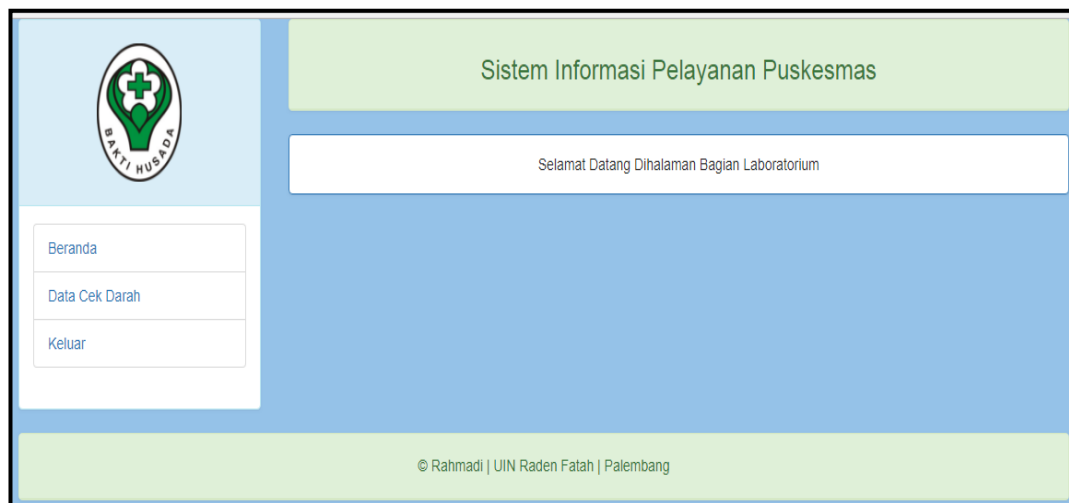 BAKTI HUSADA
Sistem Informasi Pelayanan Puskesmas
Selamat Datang Dihalaman Bagian Laboratorium
Beranda
Data Cek Darah
Keluar
© Rahmadi | UIN Raden Fatah | Palembang